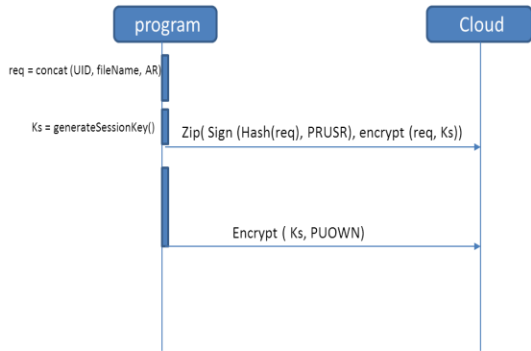 program
Cloud
req = concat (UID, fileName, AR)
Ks = generateSessionKey()
Zip( Sign (Hash(req), PRUSR), encrypt (req, Ks))
Encrypt ( Ks, PUOWN)